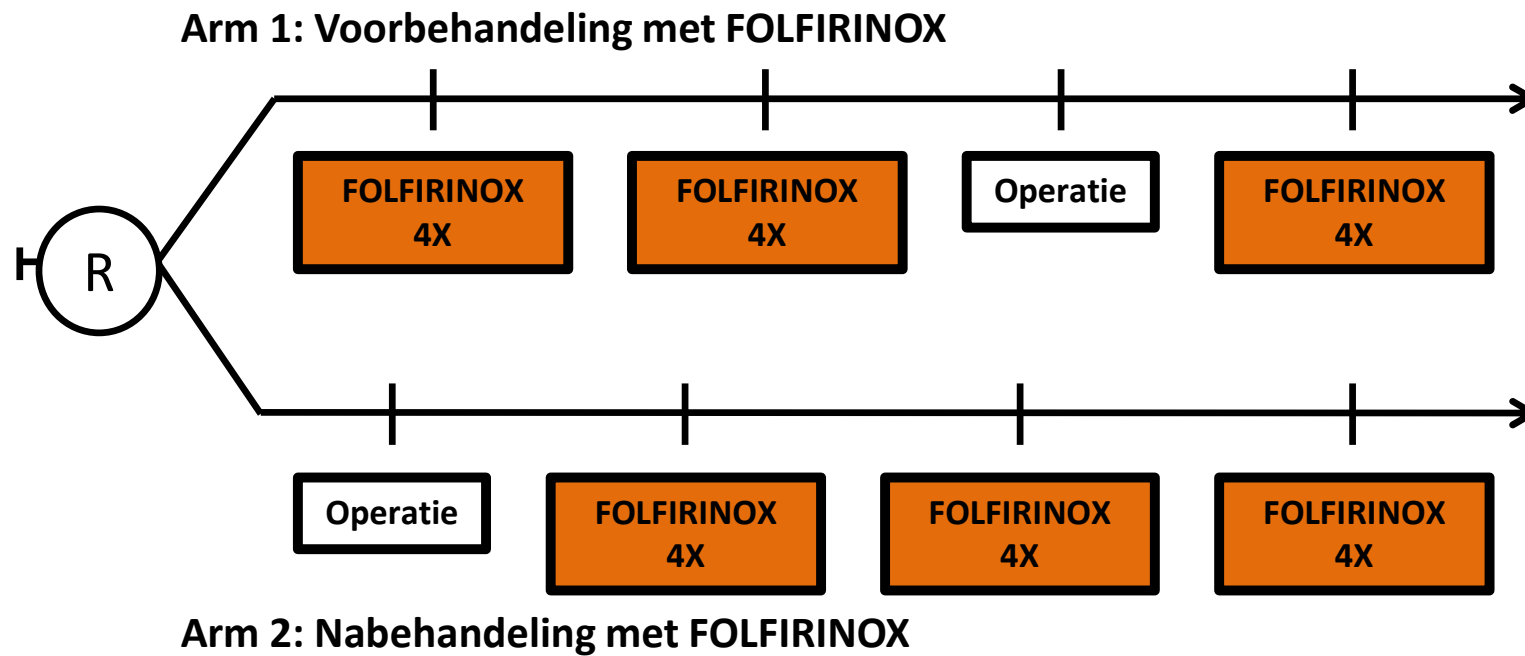 Arm 1: Voorbehandeling met FOLFIRINOX
FOLFIRINOX
4X
FOLFIRINOX
4X
Operatie
FOLFIRINOX
4X
R
Operatie
FOLFIRINOX
4X
FOLFIRINOX
4X
FOLFIRINOX
4X
Arm 2: Nabehandeling met FOLFIRINOX